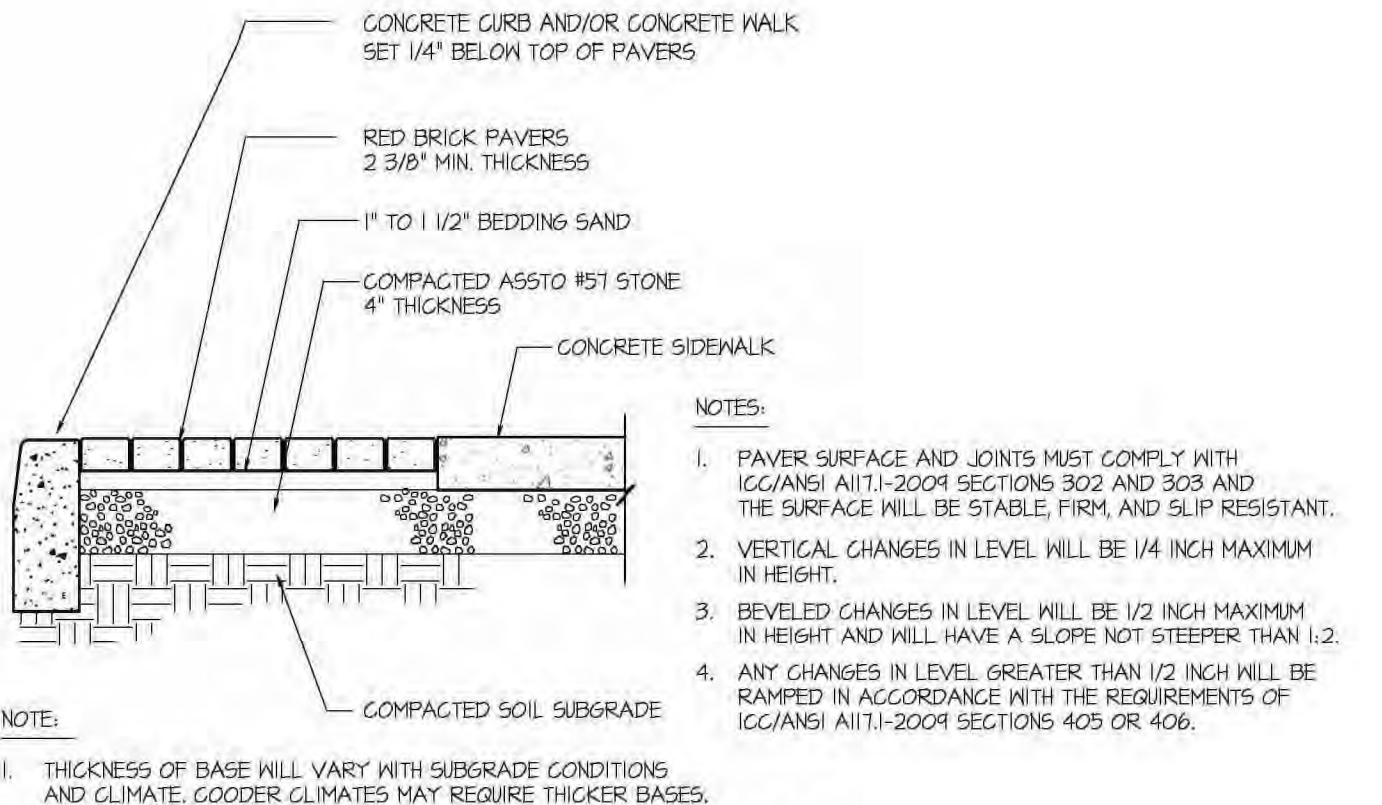 CONCRETE CURB AND/OR CONCRETE WALK
SET 1/4" BELOW TOP OF PAVERS
RED BRICK PAVERS
2 3/8" MIN. THICKNESS
1" TO 1 1/2" BEDDING SAND
COMPACTED ASSTO #57 STONE
4" THICKNESS
CONCRETE SIDEWALK
NOTES:
1. PAVER SURFACE AND JOINTS MUST COMPLY WITH
ICC/ANSI A117.1-2009 SECTIONS 302 AND 303 AND
THE SURFACE WILL BE STABLE, FIRM, AND SLIP RESISTANT.
2. VERTICAL CHANGES IN LEVEL WILL BE 1/4 INCH MAXIMUM
IN HEIGHT.
3. BEVELED CHANGES IN LEVEL WILL BE 1/2 INCH MAXIMUM
IN HEIGHT AND WILL HAVE A SLOPE NOT STEEPER THAN 1:2.
4. ANY CHANGES IN LEVEL GREATER THAN 1/2 INCH WILL BE
RAMPED IN ACCORDANCE WITH THE REQUIREMENTS OF
ICC/ANSI A117.1-2009 SECTIONS 405 OR 406.
COMPACTED SOIL SUBGRADE
NOTE:
1. THICKNESS OF BASE WILL VARY WITH SUBGRADE CONDITIONS
AND CLIMATE. COODER CLIMATES MAY REQUIRE THICKER BASES.